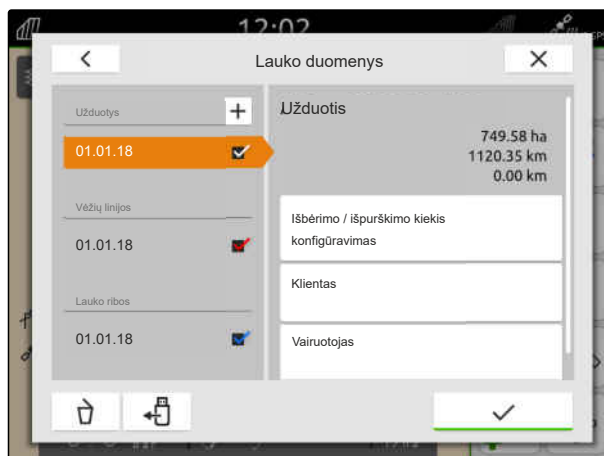 12:02
Lauko duomenys
Užduotys
01.01.18
Vėžių linijos
01.01.18
Lauko ribos
01.01.18
Užduotis
749.58 ha
1120.35 km
0.00 km
Išbėrimo / išpurškimo kiekis
konfigūravimas
Klientas
Vairuotojas